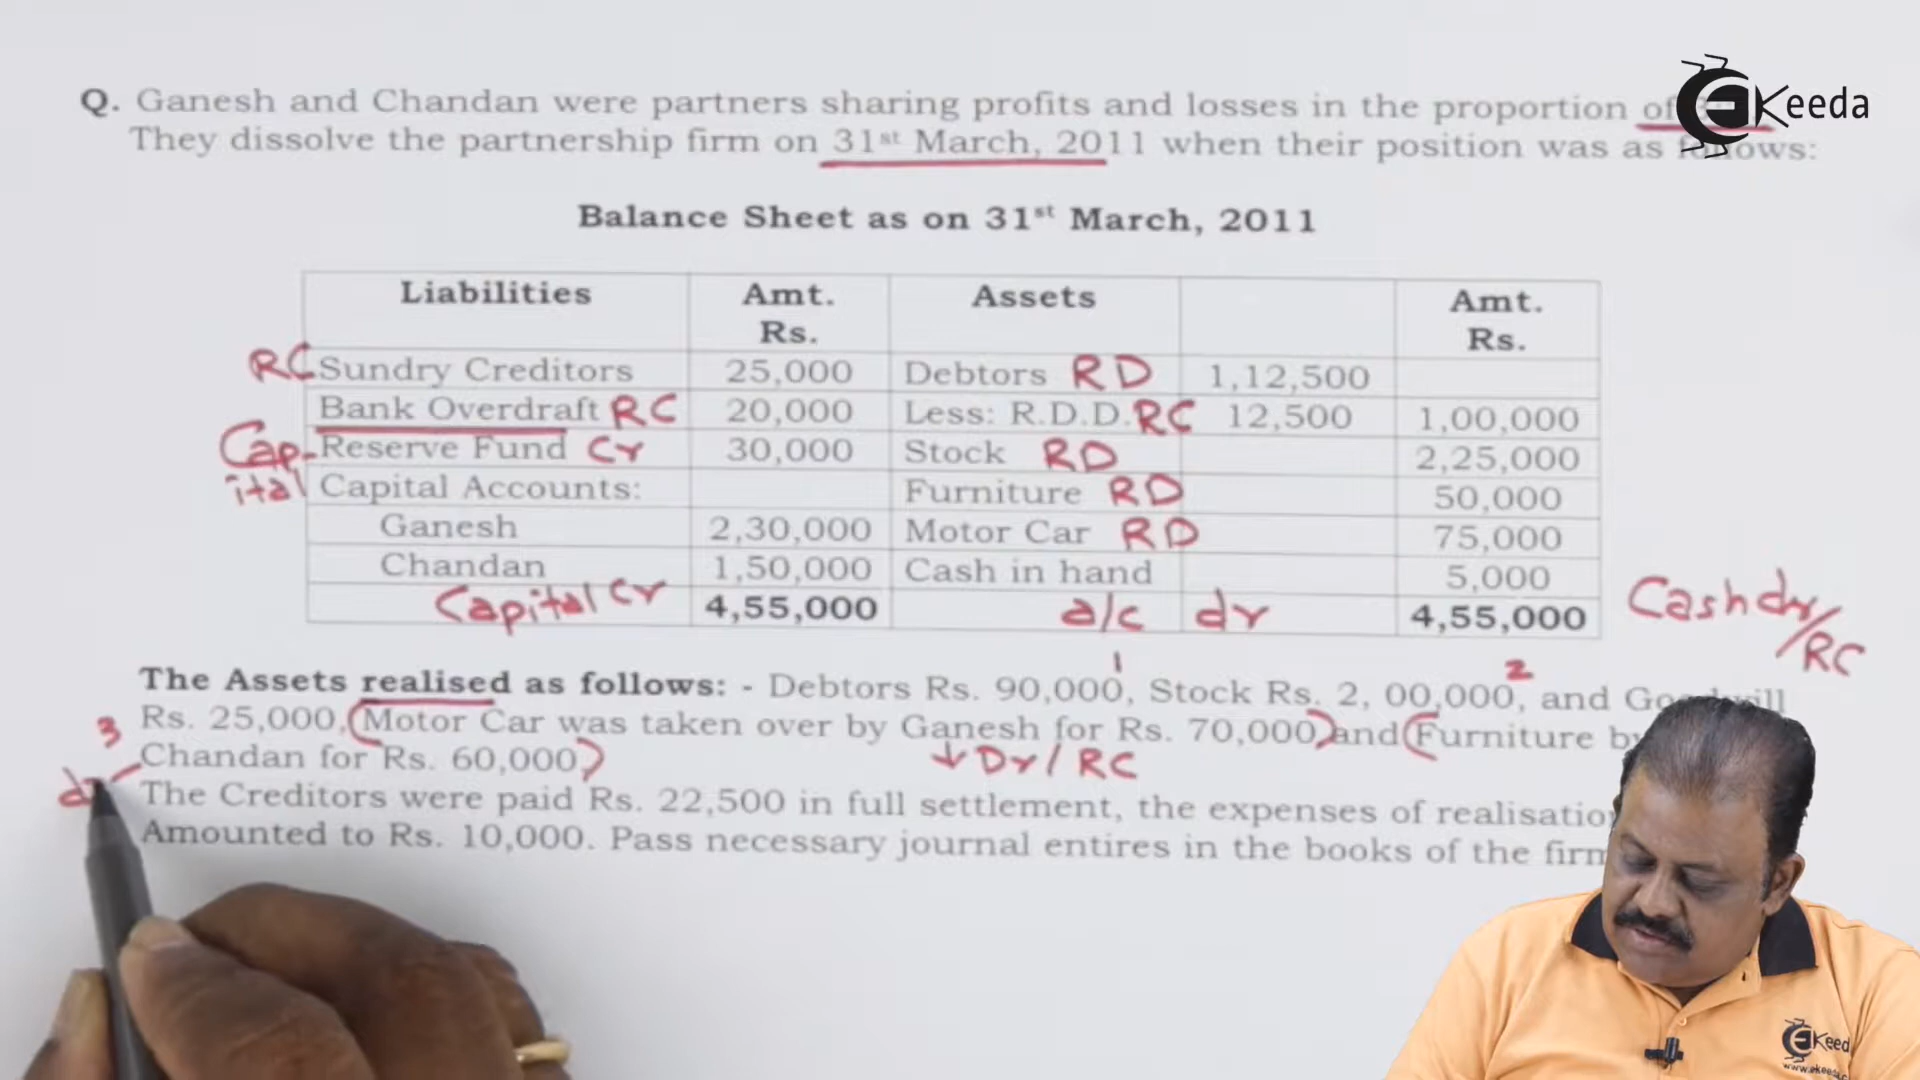 Q. Ganesh and Chandan were partners sharing profits and losses in the proportion of
They dissolve the partnership firm on 31st March, 2011 when their position was as follows:
Keeda
Balance Sheet as on 31st March, 2011
Liabilities Amt. Rs. Assets Amt. Rs.
RC Sundry Creditors 25,000 Debtors RD 1,12,500
Bank Overdraft RC 20,000 Less: R.D.D. RC 12,500 1,00,000
Cap- Reserve Fund Cr 30,000 Stock RD 2,25,000
ital Capital Accounts: Furniture RD 50,000
Ganesh 2,30,000 Motor Car RD 75,000
Chandan 1,50,000 Cash in hand 5,000
Capital Cr 4,55,000 a/c dr 4,55,000
Cash dr/
RC
1 2
The Assets realised as follows: - Debtors Rs. 90,000, Stock Rs. 2, 00,000, and Goodwill
3 Rs. 25,000, (Motor Car was taken over by Ganesh for Rs. 70,000) and (Furniture by
Chandan for Rs. 60,000) ↓ Dr / RC
The Creditors were paid Rs. 22,500 in full settlement, the expenses of realisation
Amounted to Rs. 10,000. Pass necessary journal entires in the books of the firm
Keed